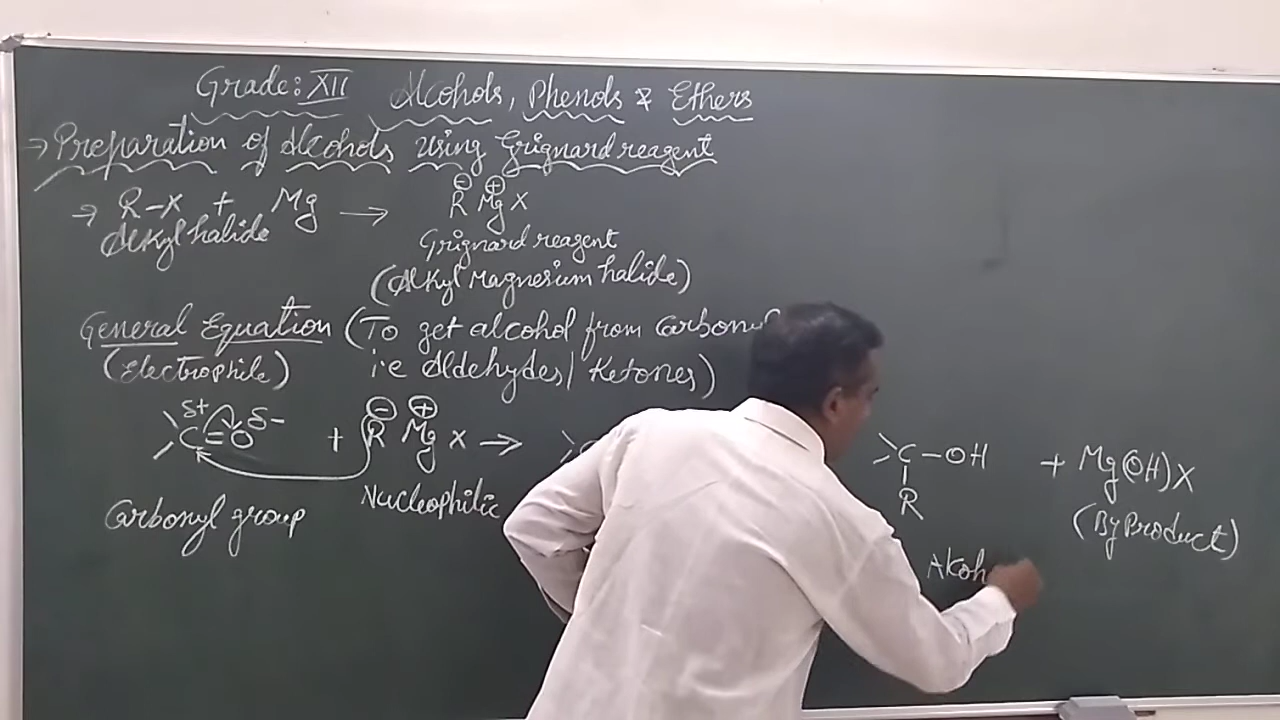 Grade: XII Alcohols, Phenols & Ethers
→ Preparation of Alcohols using Grignard reagent
→ R-X + Mg → R⊖ Mg⊕ X
Alkyl halide
Grignard reagent
(Alkyl Magnesium halide)
General Equation (To get alcohol from Carbonyl
(Electrophile) i.e Aldehydes/ Ketones)
δ+ δ- ⊖ ⊕
>C=O + R Mg X → >C-OH + Mg(OH)X
R
Carbonyl group Nucleophilic (By Product)
Alcoh